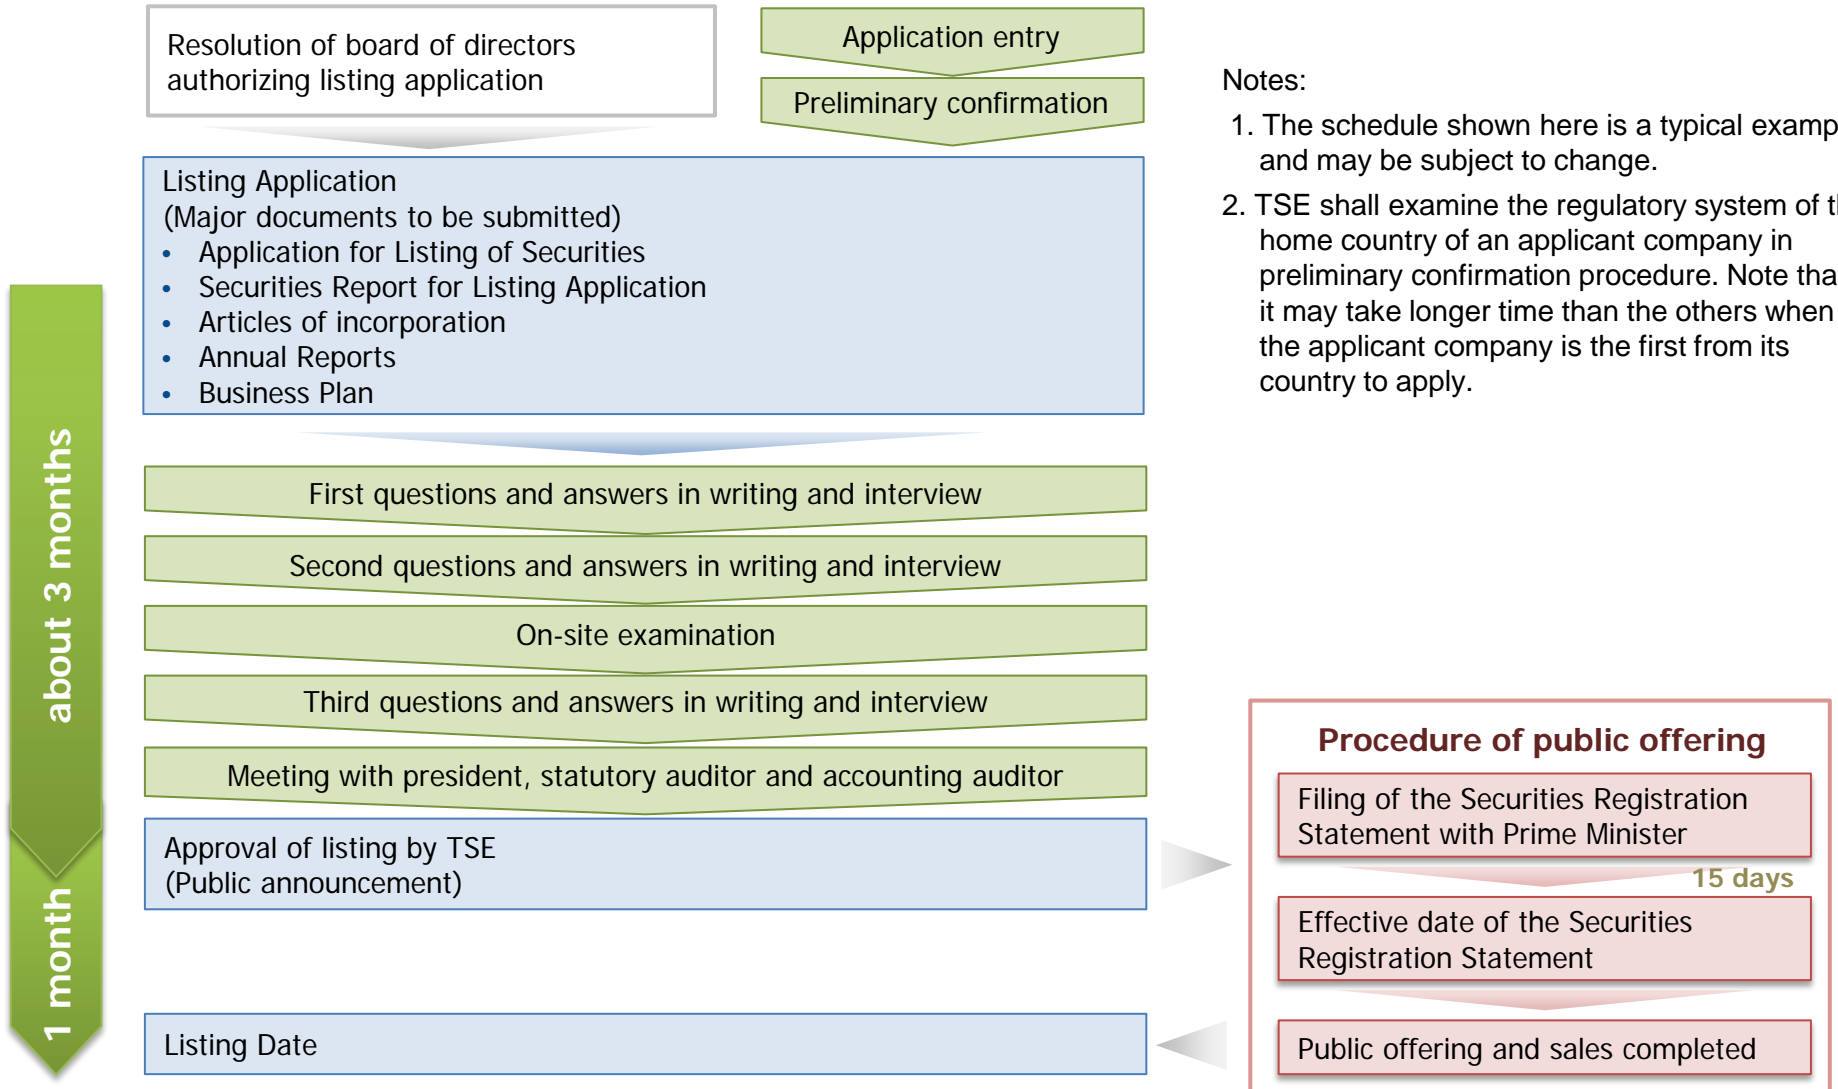 Resolution of board of directors
authorizing listing application
Application entry
Preliminary confirmation
Listing Application
(Major documents to be submitted)
• Application for Listing of Securities
• Securities Report for Listing Application
• Articles of incorporation
• Annual Reports
• Business Plan
about 3 months
First questions and answers in writing and interview
Second questions and answers in writing and interview
On-site examination
Third questions and answers in writing and interview
Meeting with president, statutory auditor and accounting auditor
Approval of listing by TSE
(Public announcement)
1 month
Listing Date
Notes:
1. The schedule shown here is a typical examp
and may be subject to change.
2. TSE shall examine the regulatory system of t
home country of an applicant company in
preliminary confirmation procedure. Note tha
it may take longer time than the others when
the applicant company is the first from its
country to apply.
Procedure of public offering
Filing of the Securities Registration
Statement with Prime Minister
15 days
Effective date of the Securities
Registration Statement
Public offering and sales completed